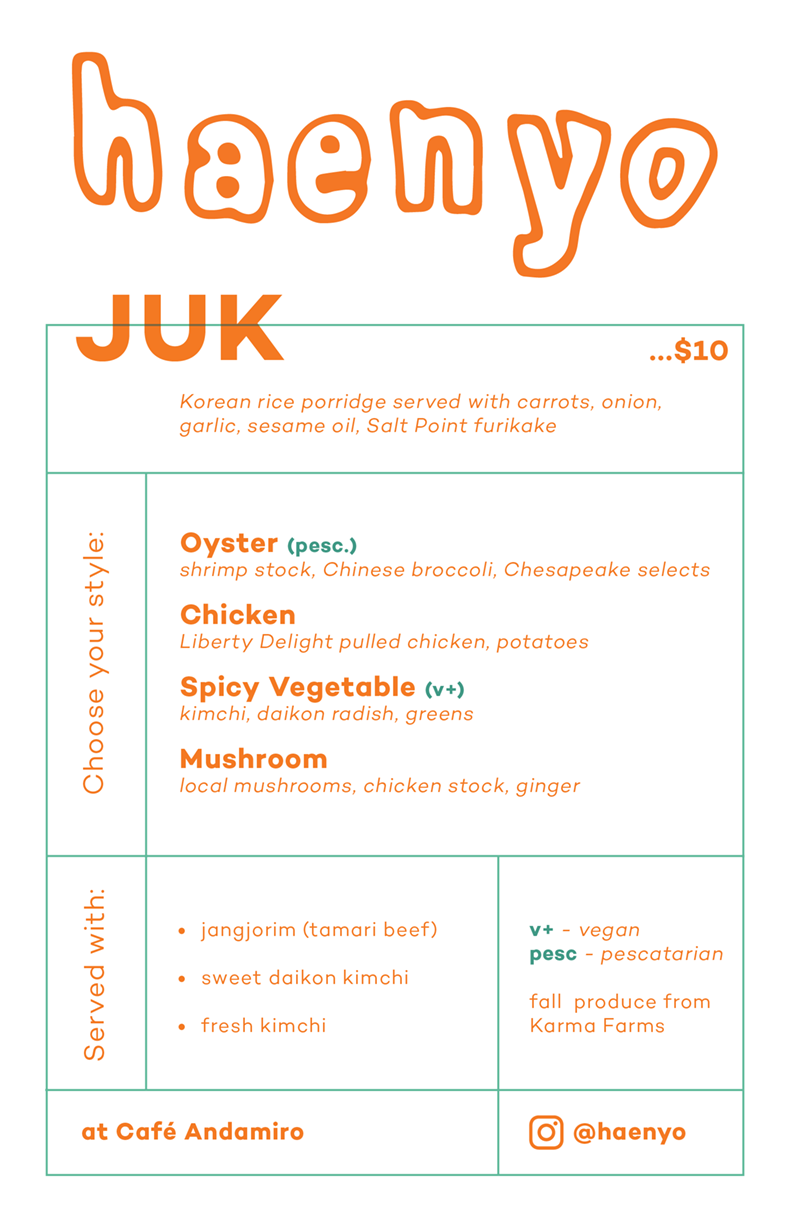 haenyo
JUK
...$10
Korean rice porridge served with carrots, onion,
garlic, sesame oil, Salt Point furikake
Choose your style:
Oyster (pesc.)
shrimp stock, Chinese broccoli, Chesapeake selects
Chicken
Liberty Delight pulled chicken, potatoes
Spicy Vegetable (v+)
kimchi, daikon radish, greens
Mushroom
local mushrooms, chicken stock, ginger
Served with:
• jangjorim (tamari beef)
• sweet daikon kimchi
• fresh kimchi
v+ - vegan
pesc - pescatarian
fall produce from
Karma Farms
at Café Andamiro
@haenyo